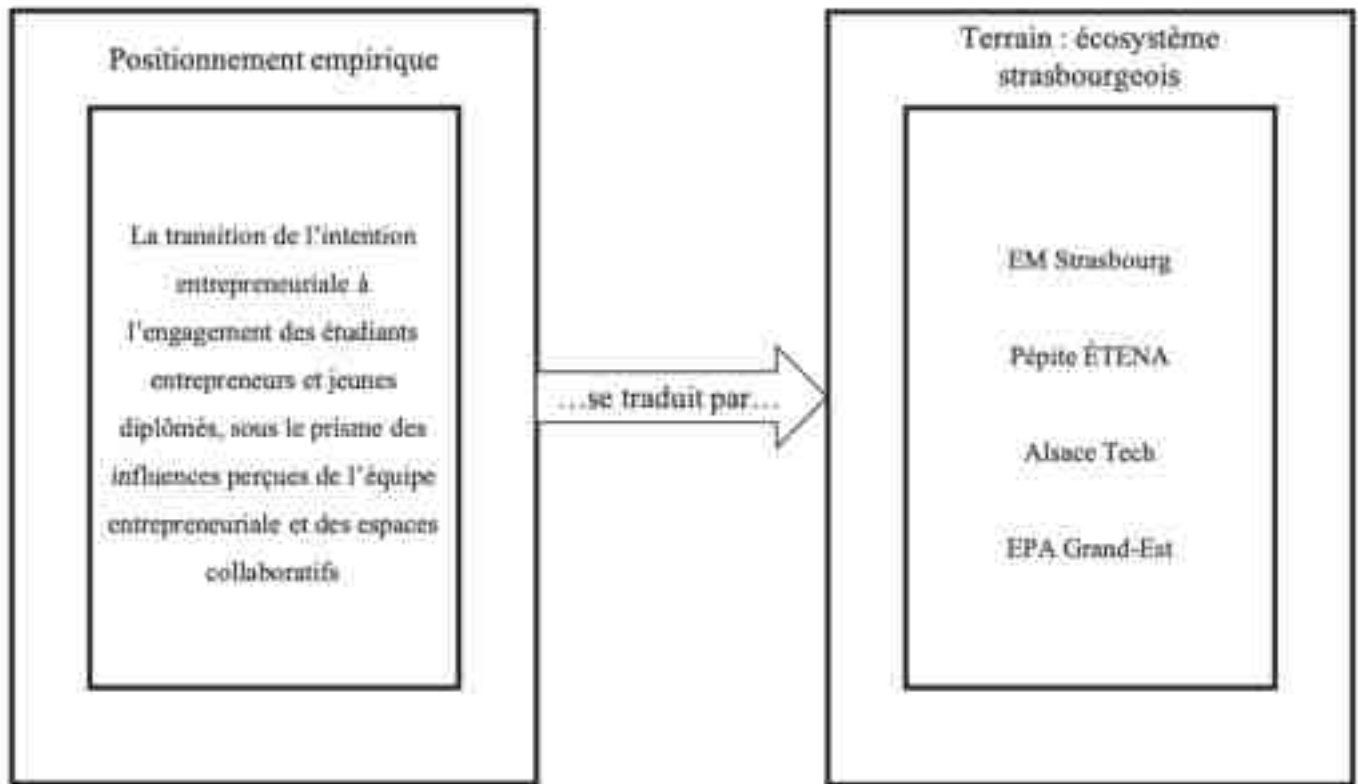 Positionnement empirique
La transition de l'intention
entrepreneuriale à
l'engagement des étudiants
entrepreneurs et jeunes
diplômés, sous le prisme des
influences perçues de l'équipe
entrepreneuriale et des espaces
collaboratifs
…se traduit par…
Terrain : écosystème
strasbourgeois
EM Strasbourg
Pépite ÉTENA
Alsace Tech
EPA Grand-Est